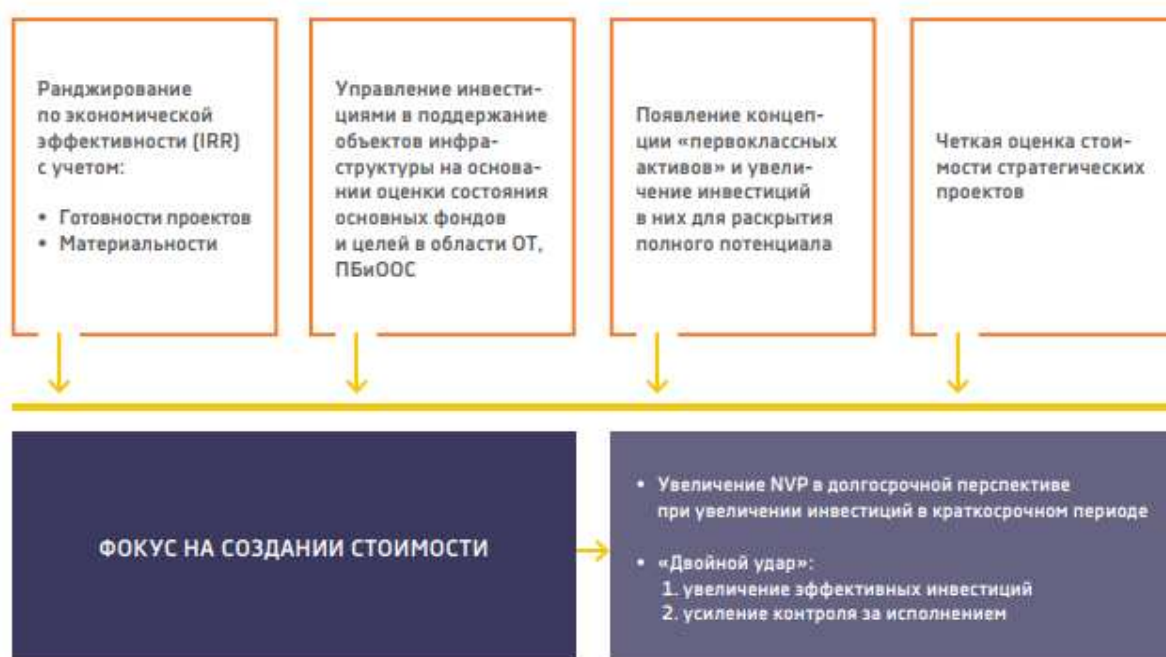 Ранджирование
по экономической
эффективности (IRR)
с учетом:
• Готовности проектов
• Материальности
Управление инвести-
циями в поддержание
объектов инфра-
структуры на основа-
нии оценки состояния
основных фондов
и целей в области ОТ,
ПБиООС
Появление концеп-
ции «первоклассных
активов» и увели-
чение инвестиций
в них для раскрытия
полного потенциала
Четкая оценка стои-
мости стратегических
проектов
ФОКУС НА СОЗДАНИИ СТОИМОСТИ
• Увеличение NVP в долгосрочной перспективе
при увеличении инвестиций в краткосрочном периоде
• «Двойной удар»:
1. увеличение эффективных инвестиций
2. усиление контроля за исполнением